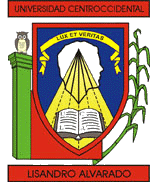 UNIVERSIDAD CENTROCCIDENTAL
LUX ET VERITAS
LISANDRO ALVARADO